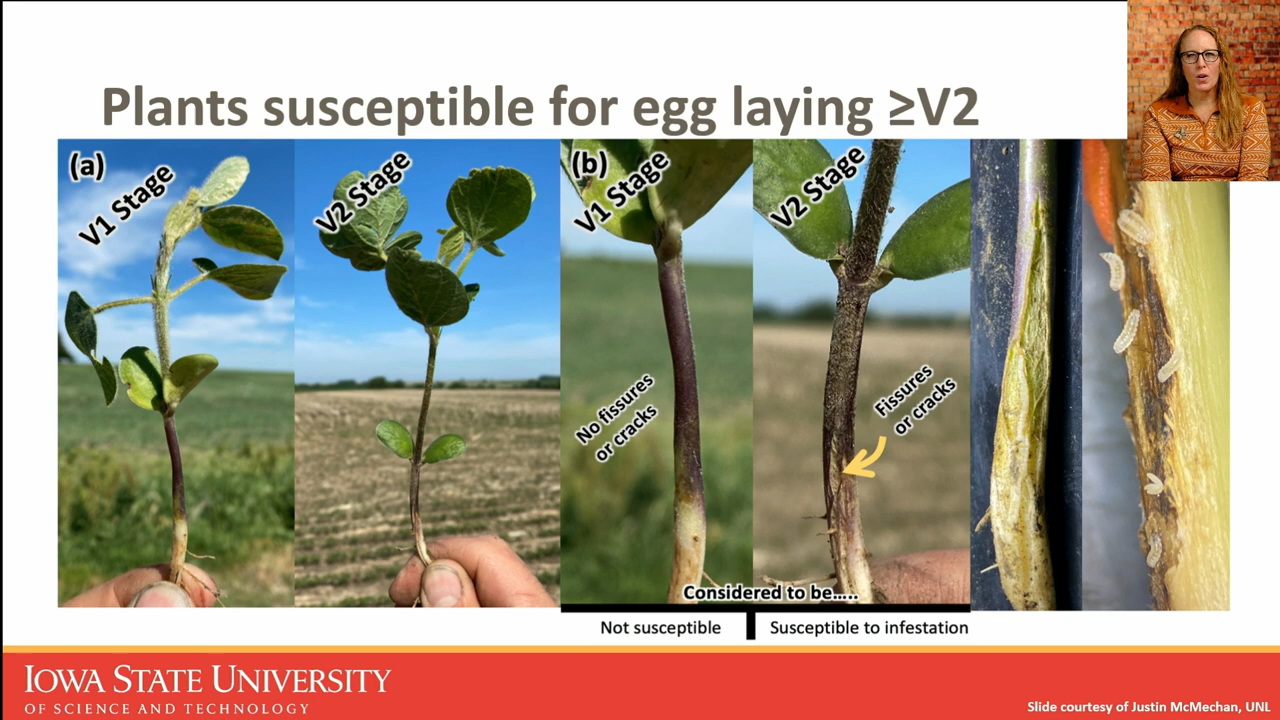 Plants susceptible for egg laying ≥V2
(a)
V1 Stage
V2 Stage
(b)
V1 Stage
V2 Stage
No fissures
or cracks
Fissures
or cracks
Considered to be.....
Not susceptible
Susceptible to infestation
IOWA STATE UNIVERSITY
OF SCIENCE AND TECHNOLOGY
Slide courtesy of Justin McMechan, UNL